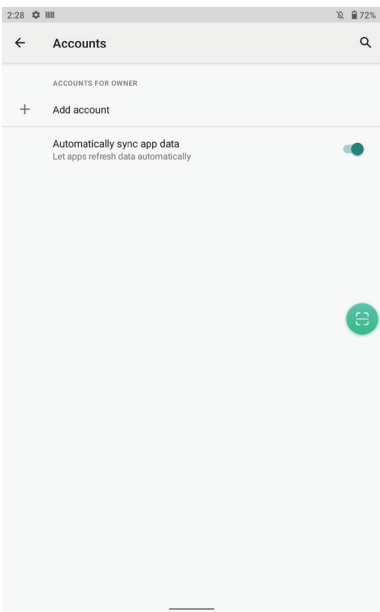 2:28 72%
Accounts
ACCOUNTS FOR OWNER
Add account
Automatically sync app data
Let apps refresh data automatically